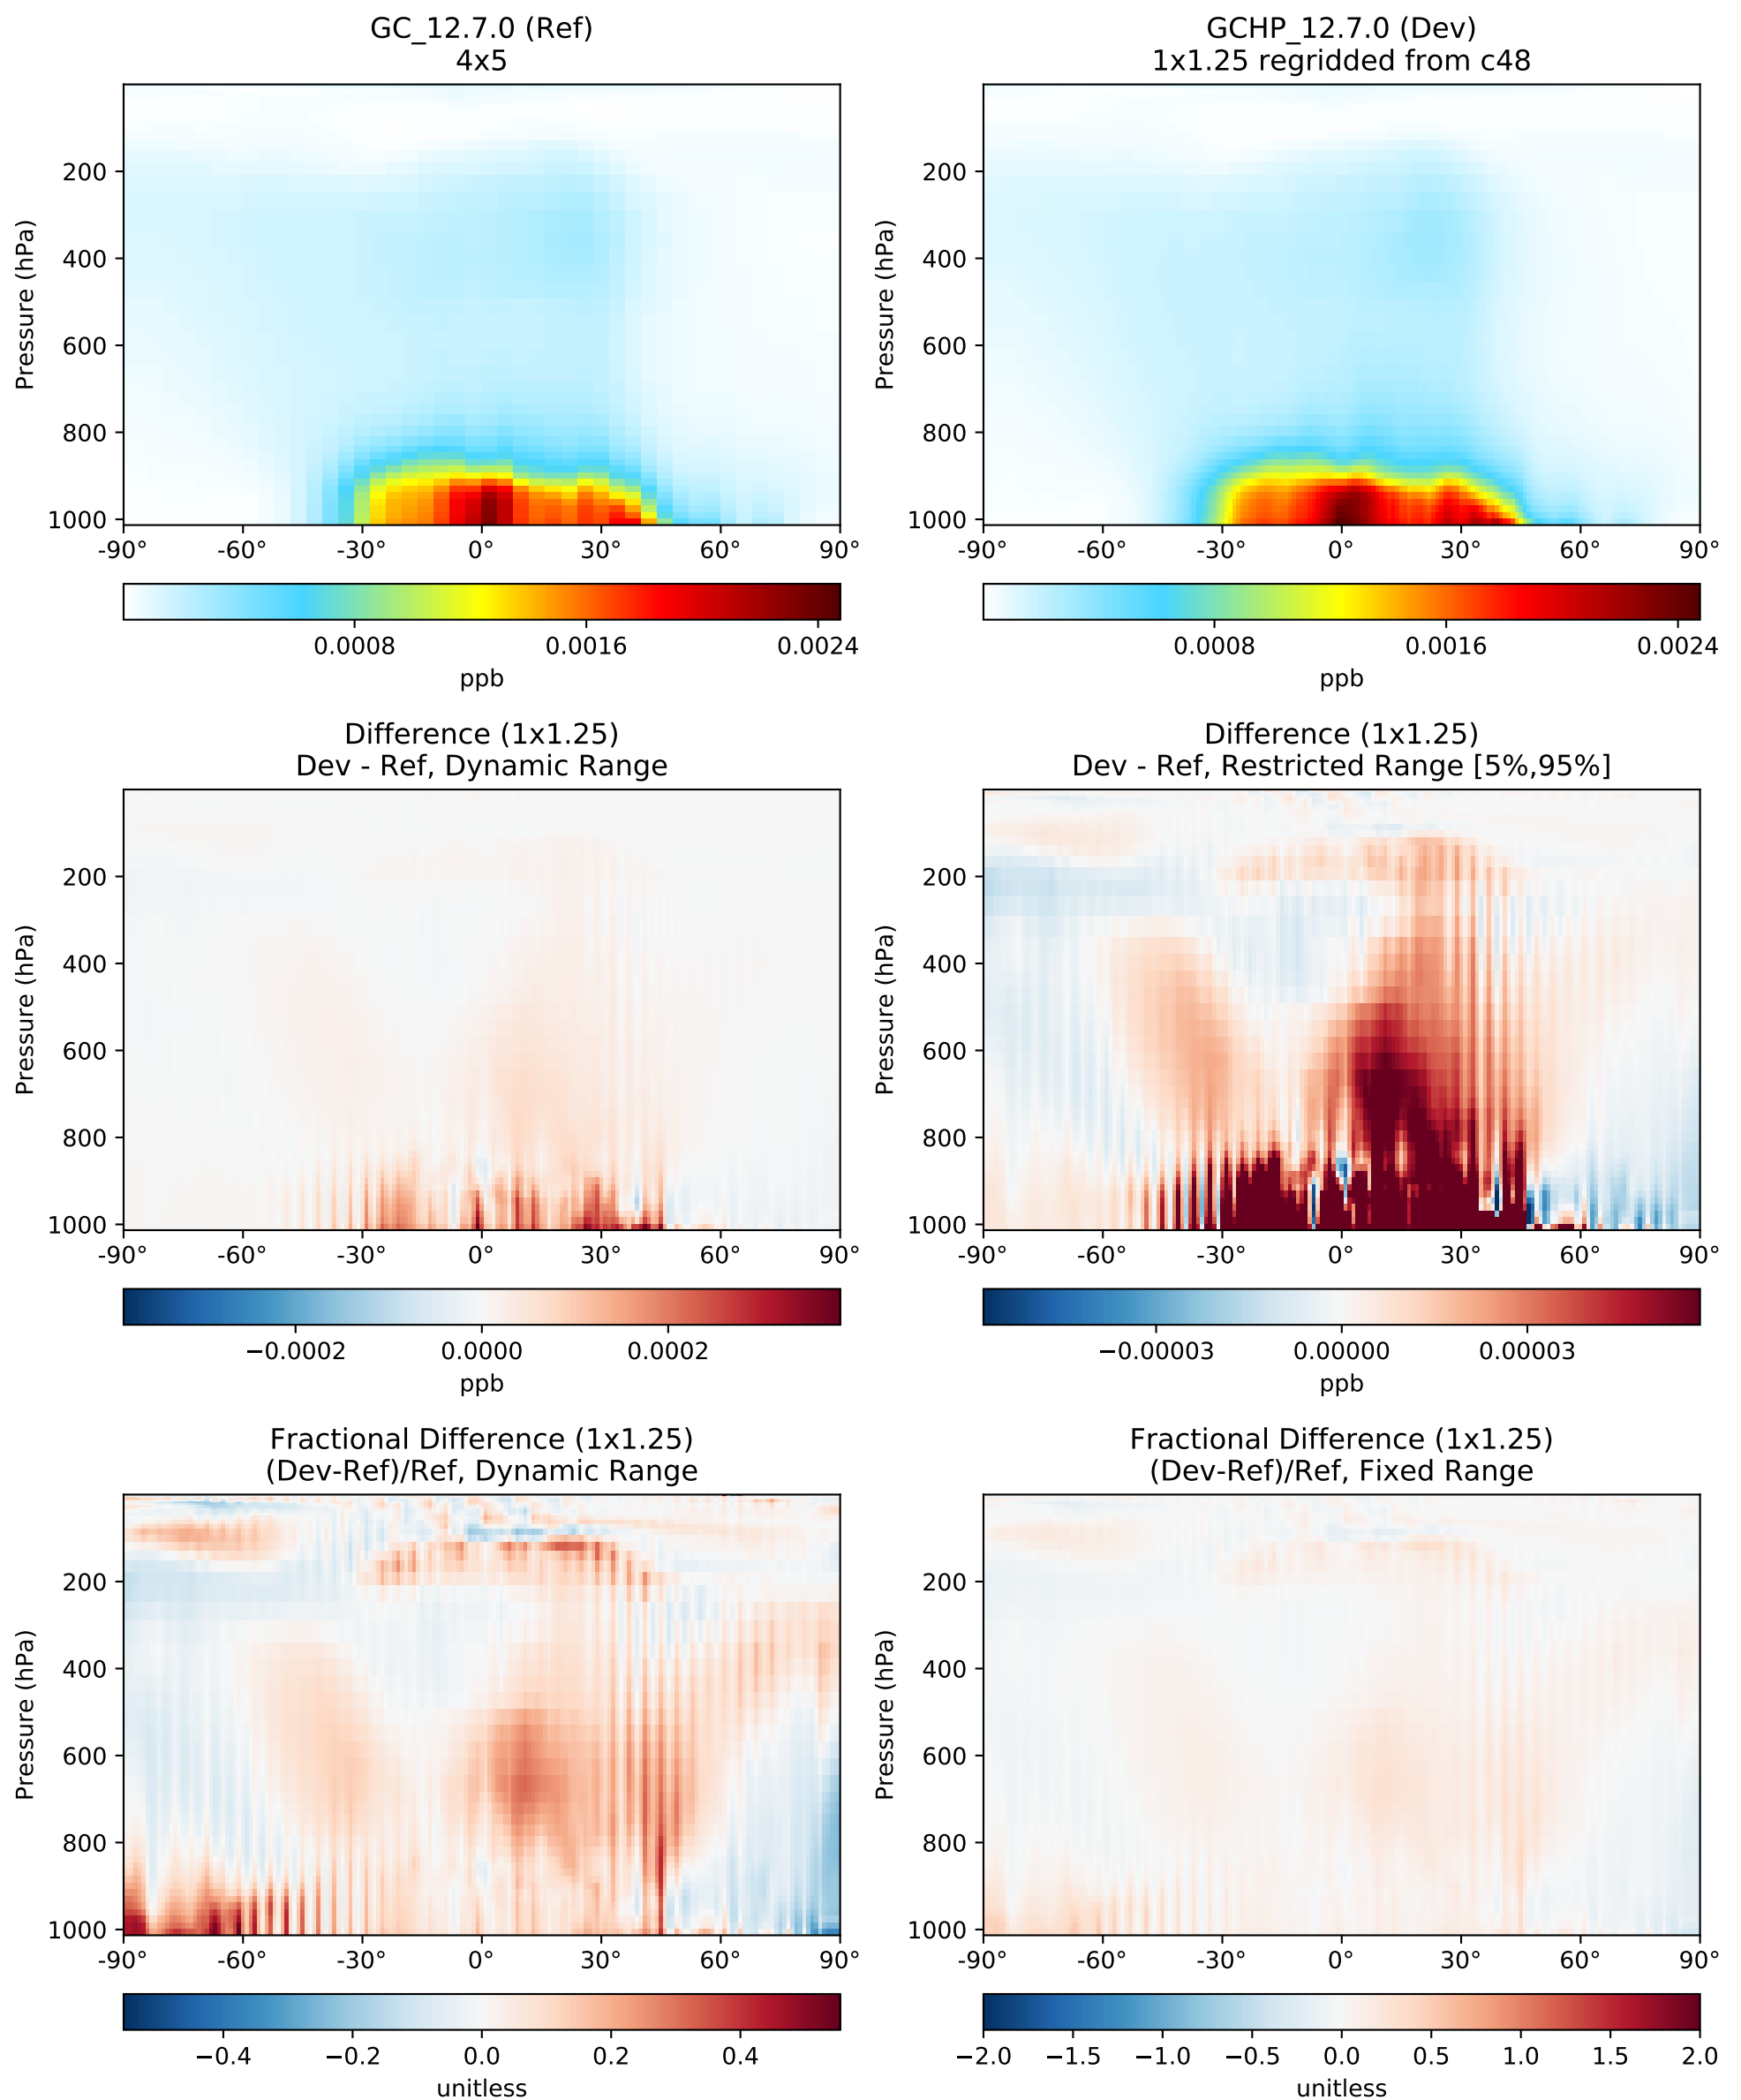 GC_12.7.0 (Ref)
4x5
GCHP_12.7.0 (Dev)
1x1.25 regridded from c48
Pressure (hPa)
200
400
600
800
1000
-90° -60° -30° 0° 30° 60° 90°
0.0008 0.0016 0.0024
ppb
Pressure (hPa)
200
400
600
800
1000
-90° -60° -30° 0° 30° 60° 90°
0.0008 0.0016 0.0024
ppb
Difference (1x1.25)
Dev - Ref, Dynamic Range
Difference (1x1.25)
Dev - Ref, Restricted Range [5%,95%]
Pressure (hPa)
200
400
600
800
1000
-90° -60° -30° 0° 30° 60° 90°
−0.0002 0.0000 0.0002
ppb
Pressure (hPa)
200
400
600
800
1000
-90° -60° -30° 0° 30° 60° 90°
−0.00003 0.00000 0.00003
ppb
Fractional Difference (1x1.25)
(Dev-Ref)/Ref, Dynamic Range
Fractional Difference (1x1.25)
(Dev-Ref)/Ref, Fixed Range
Pressure (hPa)
200
400
600
800
1000
-90° -60° -30° 0° 30° 60° 90°
−0.4 −0.2 0.0 0.2 0.4
unitless
Pressure (hPa)
200
400
600
800
1000
-90° -60° -30° 0° 30° 60° 90°
−2.0 −1.5 −1.0 −0.5 0.0 0.5 1.0 1.5 2.0
unitless